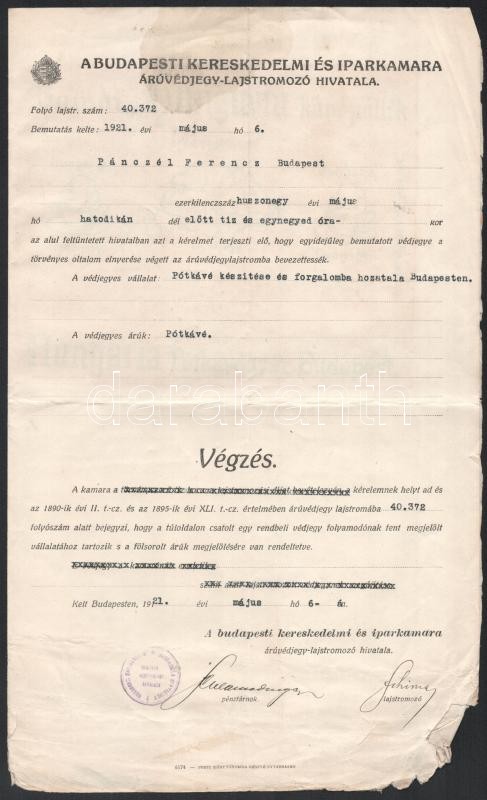 A BUDAPESTI KERESKEDELMI ÉS IPARKAMARA
ÁRÚVÉDJEGY-LAJSTROMOZÓ HIVATALA.
Folyó lajstr. szám: 40.372
Bemutatás kelte: 1921. évi május hó 6.
Pánczél Ferencz Budapest
ezerkilenczszáz huszonegy évi május
hó hatodikán dél előtt tiz és egynegyed óra- kor
az alul feltüntetett hivatalban azt a kérelmet terjeszti elő, hogy egyidejűleg bemutatott védjegye a
törvényes oltalom elnyerése végett az árúvédjegylajstromba bevezettessék.
A védjegyes vállalat: Pótkávé készitése és forgalomba hozatala Budapesten.
A védjegyes árúk: Pótkávé.
darabanth
Végzés.
A kamara a kérelemnek helyt ad és
az 1890-ik évi II. t.-cz. és az 1895-ik évi XLI. t.-cz. értelmében árúvédjegy lajstromába 40.372
folyószám alatt bejegyzi, hogy a túloldalon csatolt egy rendbeli védjegy folyamodónak fent megjelölt
vállalatához tartozik s a fölsorolt árúk megjelölésére van rendeltetve.
Kelt Budapesten, 1921. évi május hó 6- á
A budapesti kereskedelmi és iparkamara
árúvédjegy-lajstromozó hivatala.
pénztárnok. lajstromozó